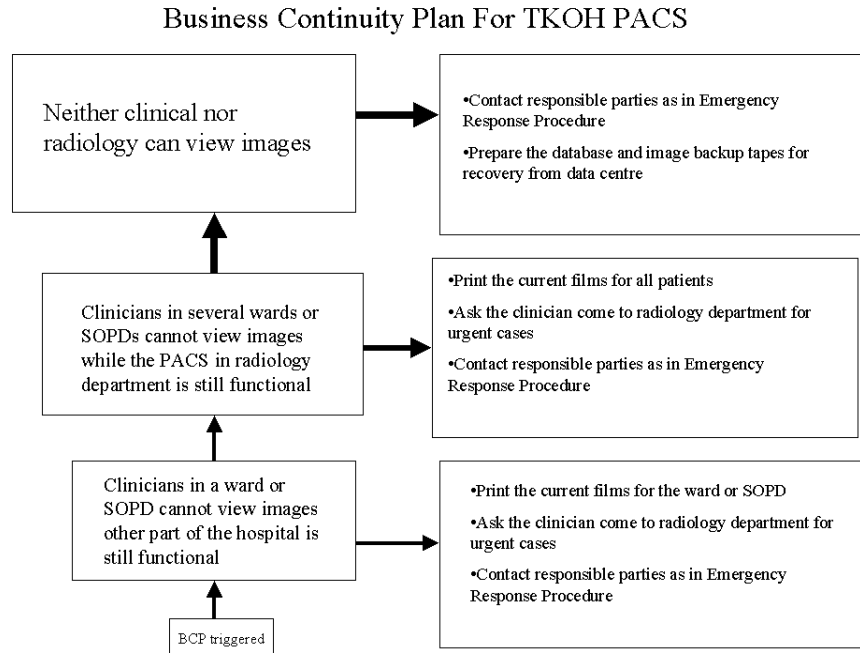 Business Continuity Plan For TKOH PACS
Neither clinical nor
radiology can view images
•Contact responsible parties as in Emergency
Response Procedure
•Prepare the database and image backup tapes for
recovery from data centre
Clinicians in several wards or
SOPDs cannot view images
while the PACS in radiology
department is still functional
•Print the current films for all patients
•Ask the clinician come to radiology department for
urgent cases
•Contact responsible parties as in Emergency
Response Procedure
Clinicians in a ward or
SOPD cannot view images
other part of the hospital is
still functional
•Print the current films for the ward or SOPD
•Ask the clinician come to radiology department for
urgent cases
•Contact responsible parties as in Emergency
Response Procedure
BCP triggered